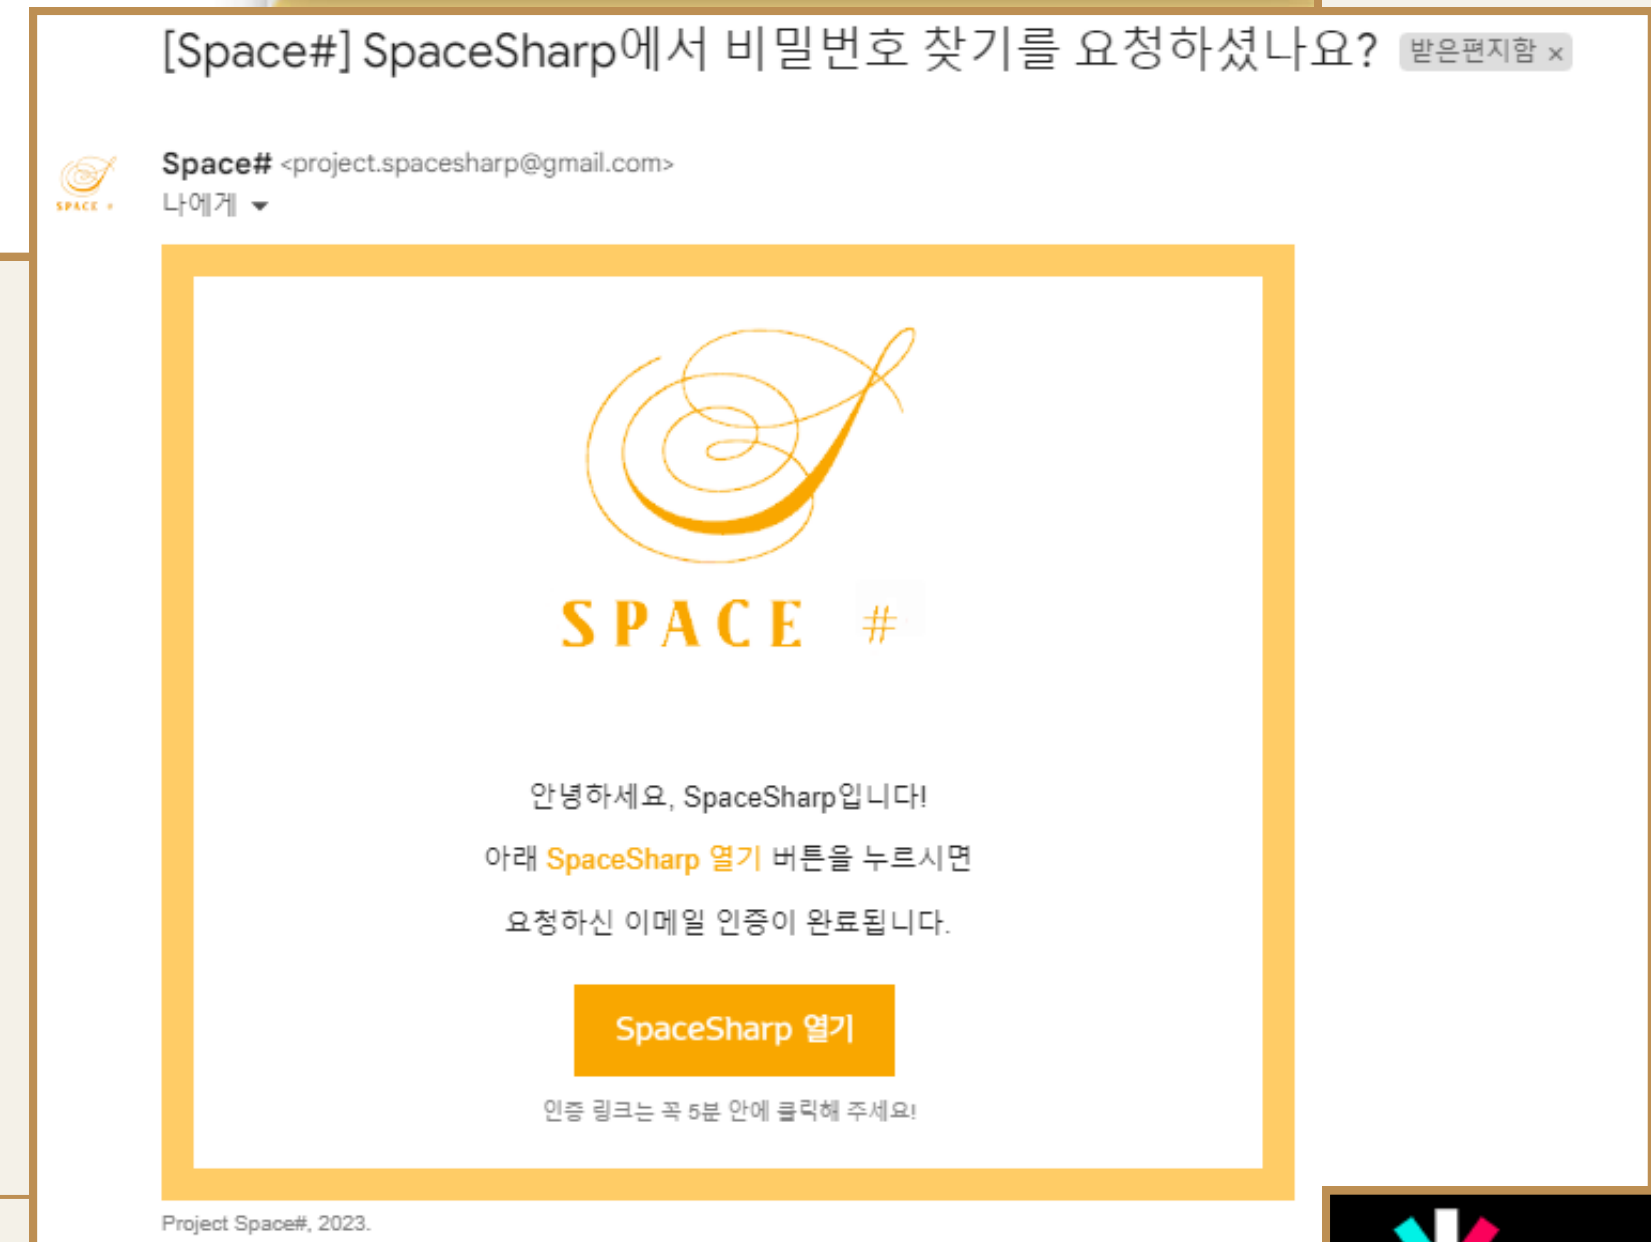 [Space#] SpaceSharp에서 비밀번호 찾기를 요청하셨나요? 받은편지함 ×
Space# <project.spacesharp@gmail.com>
SPACE #
나에게
SPACE #
안녕하세요, SpaceSharp입니다!
아래 SpaceSharp 열기 버튼을 누르시면
요청하신 이메일 인증이 완료됩니다.
SpaceSharp 열기
인증 링크는 꼭 5분 안에 클릭해 주세요!
Project Space#, 2023.